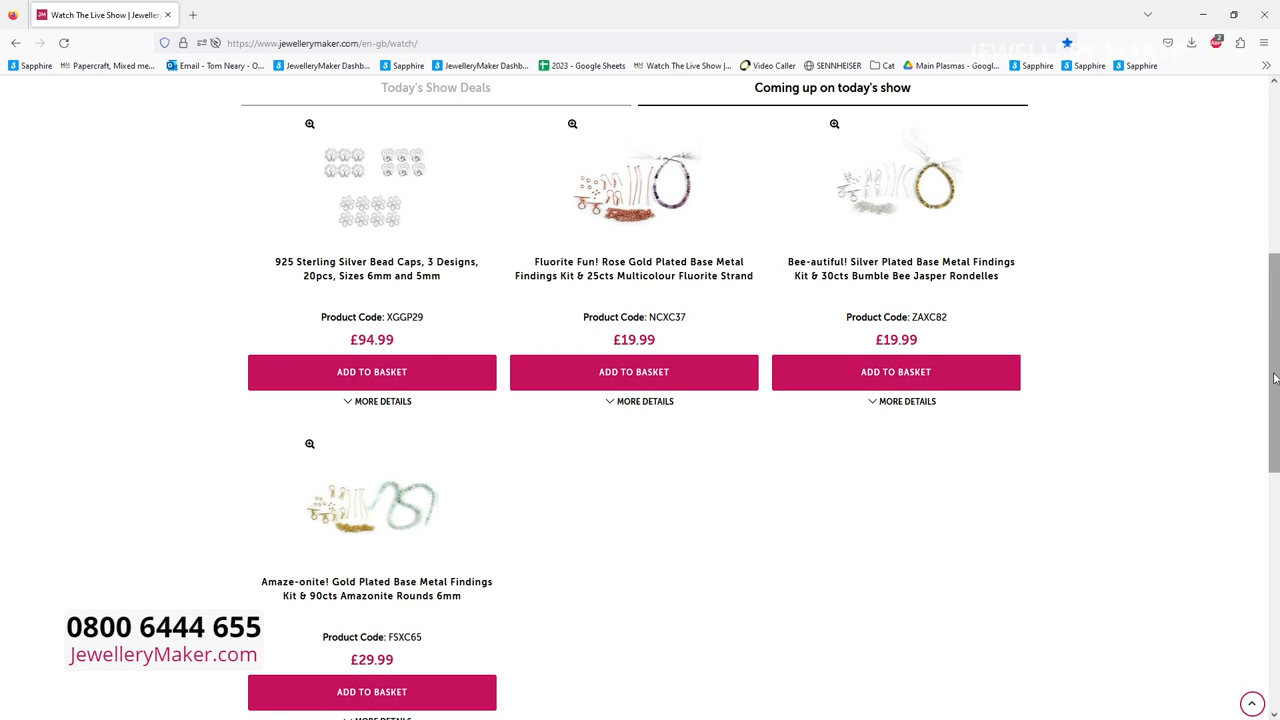 Watch The Live Show | Jeweller
https://www.jewellerymaker.com/en-gb/watch/
JEWELLERY MAKER
2
Sapphire
Papercraft, Mixed me...
Email - Tom Neary - O...
JewelleryMaker Dashb...
Sapphire
JewelleryMaker Dashb...
2023 - Google Sheets
Watch The Live Show |...
Video Caller
SENNHEISER
Cat
Main Plasmas - Googl...
Sapphire
Sapphire
Sapphire
Today's Show Deals
Coming up on today's show
925 Sterling Silver Bead Caps, 3 Designs,
20pcs, Sizes 6mm and 5mm
Product Code: XGGP29
£94.99
ADD TO BASKET
MORE DETAILS
Fluorite Fun! Rose Gold Plated Base Metal
Findings Kit & 25cts Multicolour Fluorite Strand
Product Code: NCXC37
£19.99
ADD TO BASKET
MORE DETAILS
Bee-autiful! Silver Plated Base Metal Findings
Kit & 30cts Bumble Bee Jasper Rondelles
Product Code: ZAXC82
£19.99
ADD TO BASKET
MORE DETAILS
Amaze-onite! Gold Plated Base Metal Findings
Kit & 90cts Amazonite Rounds 6mm
Product Code: FSXC65
£29.99
ADD TO BASKET
MORE DETAILS
0800 6444 655
JewelleryMaker.com